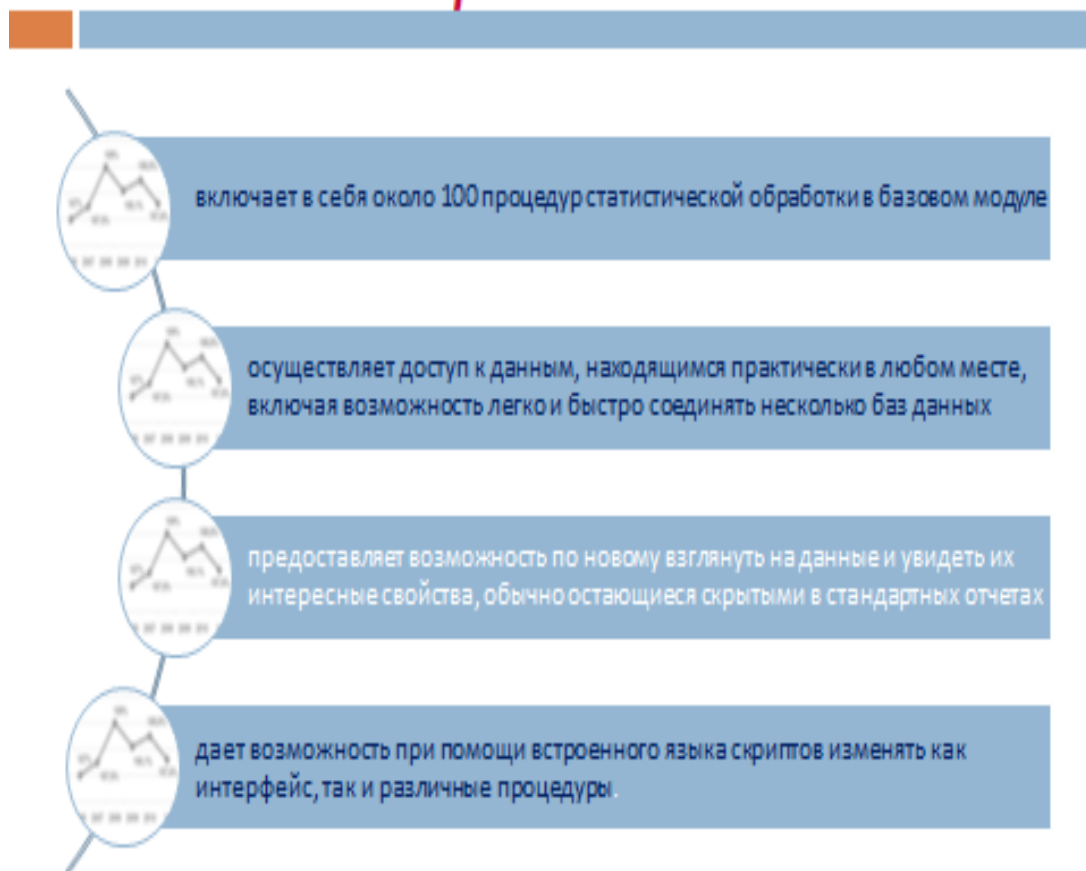 включает в себя около 100 процедур статистической обработки в базовом модуле
осуществляет доступ к данным, находящимся практически в любом месте,
включая возможность легко и быстро соединять несколько баз данных
предоставляет возможность по новому взглянуть на данные и увидеть их
интересные свойства, обычно остающиеся скрытыми в стандартных отчетах
дает возможность при помощи встроенного языка скриптов изменять как
интерфейс, так и различные процедуры.